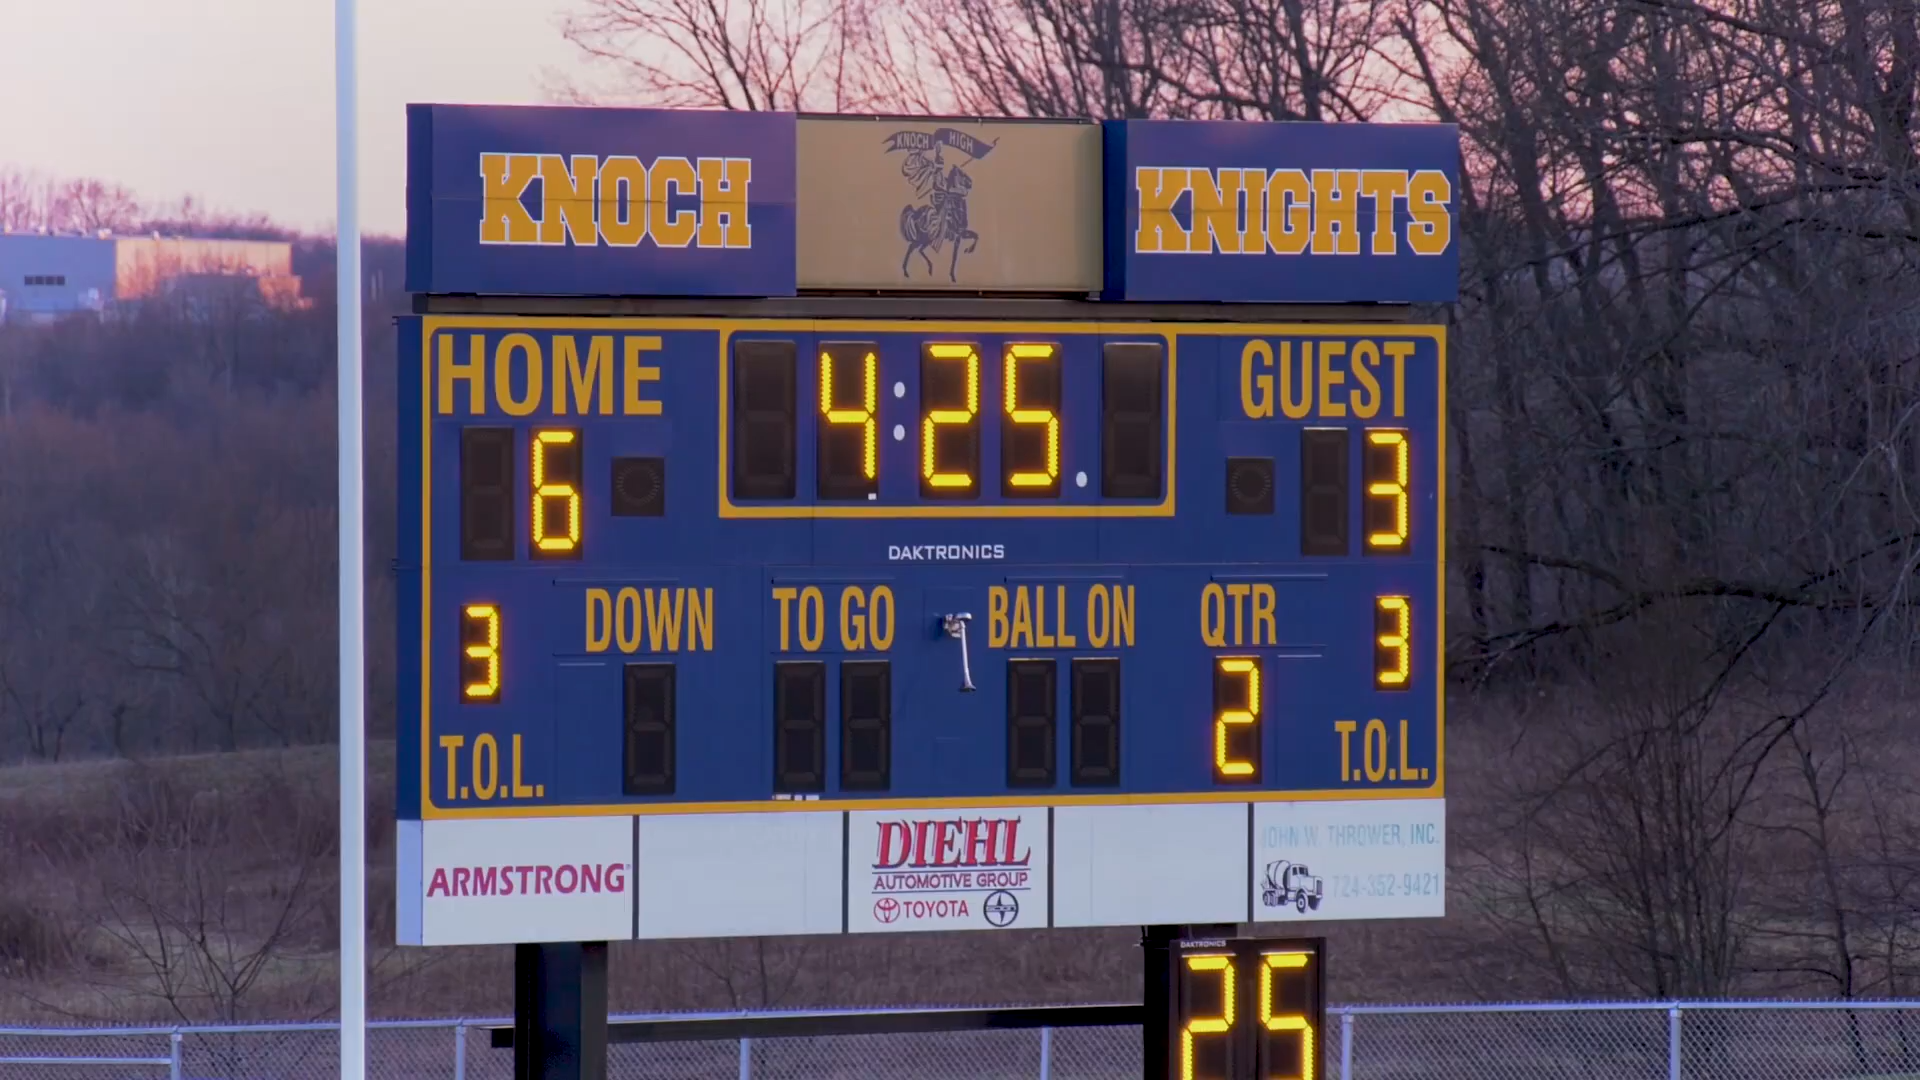 KNOCH
KNOCH HIGH
KNIGHTS
HOME
4:25.
GUEST
6
3
DAKTRONICS
DOWN
TO GO
BALL ON
QTR
3
2
3
T.O.L.
T.O.L.
ARMSTRONG
DIEHL
AUTOMOTIVE GROUP
TOYOTA
JOHN W. THROWER, INC.
724-352-9421
DAKTRONICS
25